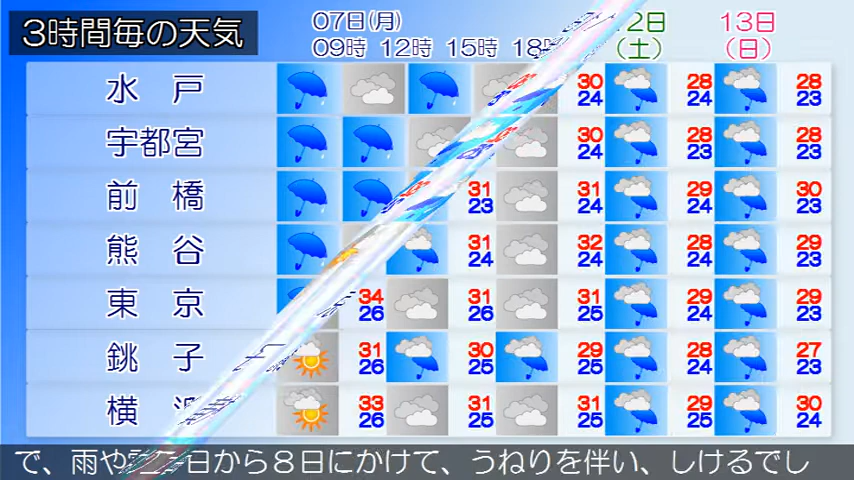 3時間毎の天気
07日(月)
09時 12時 15時 18時
12日
(土)
13日
(日)
水戸 30 24 28 24 28 23
宇都宮 30 24 28 23 28 23
前橋 31 23 31 24 29 24 30 23
熊谷 31 24 32 24 28 24 29 23
東京 34 26 31 26 31 25 29 24 29 23
銚子 31 26 30 25 29 25 28 24 27 23
横 33 26 31 25 31 25 29 25 30 24
で、雨や 日から8日にかけて、うねりを伴い、しけるでし